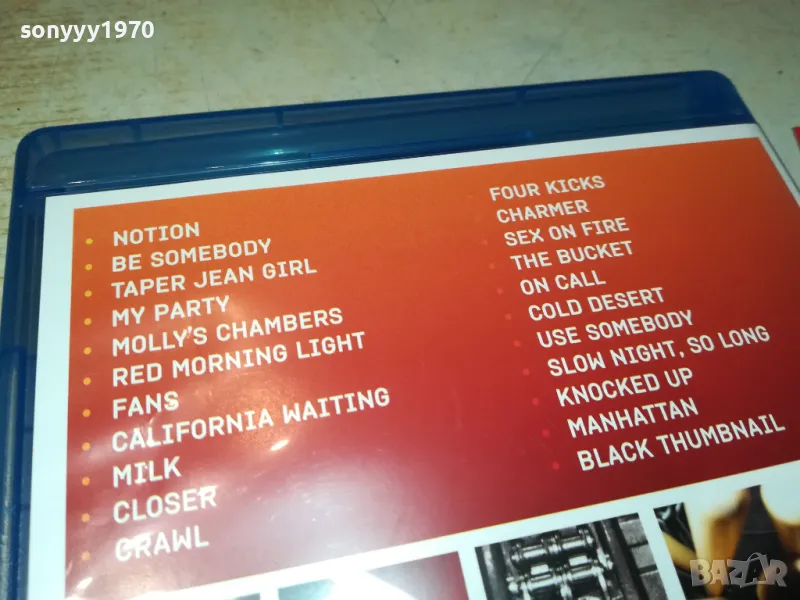 sonyyy1970
NOTION
BE SOMEBODY
TAPER JEAN GIRL
MY PARTY
MOLLY'S CHAMBERS
RED MORNING LIGHT
FANS
CALIFORNIA WAITING
MILK
CLOSER
CRAWL
FOUR KICKS
CHARMER
SEX ON FIRE
THE BUCKET
ON CALL
COLD DESERT
USE SOMEBODY
SLOW NIGHT, SO LONG
KNOCKED UP
MANHATTAN
BLACK THUMBNAIL
BAZAR